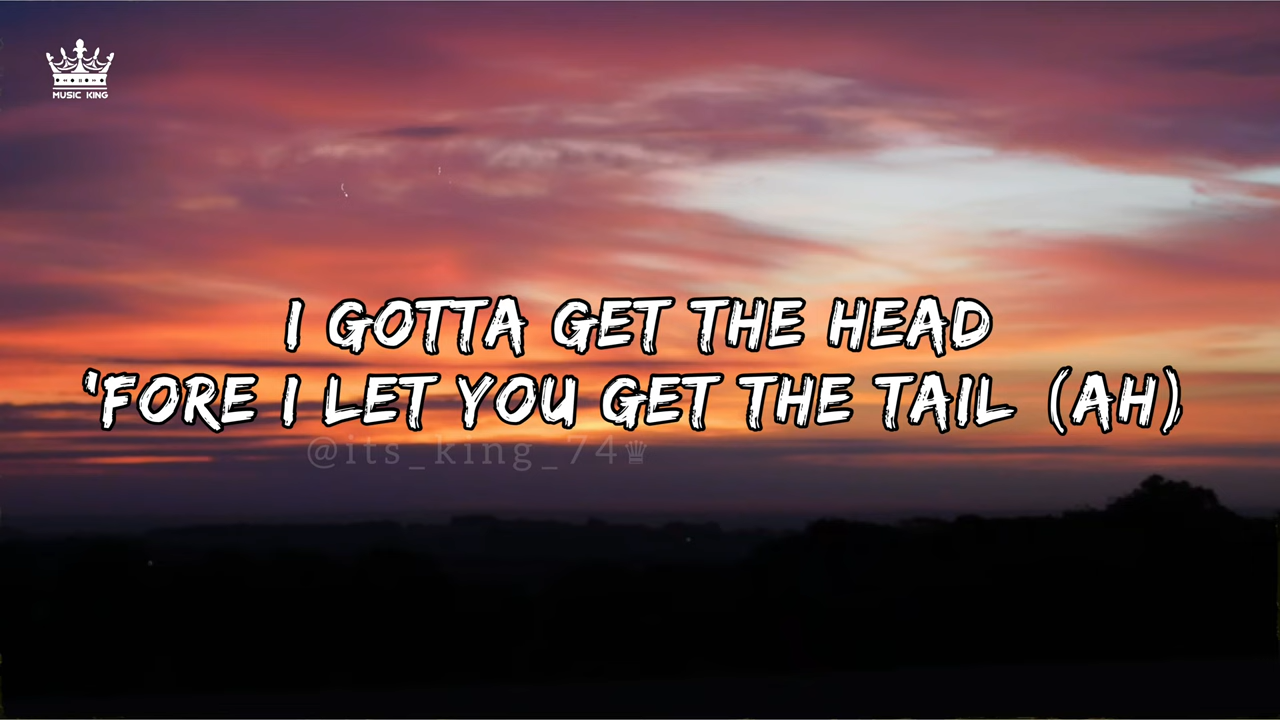 MUSIC KING
I GOTTA GET THE HEAD
'FORE I LET YOU GET THE TAIL (AH)
@its_king_74♛